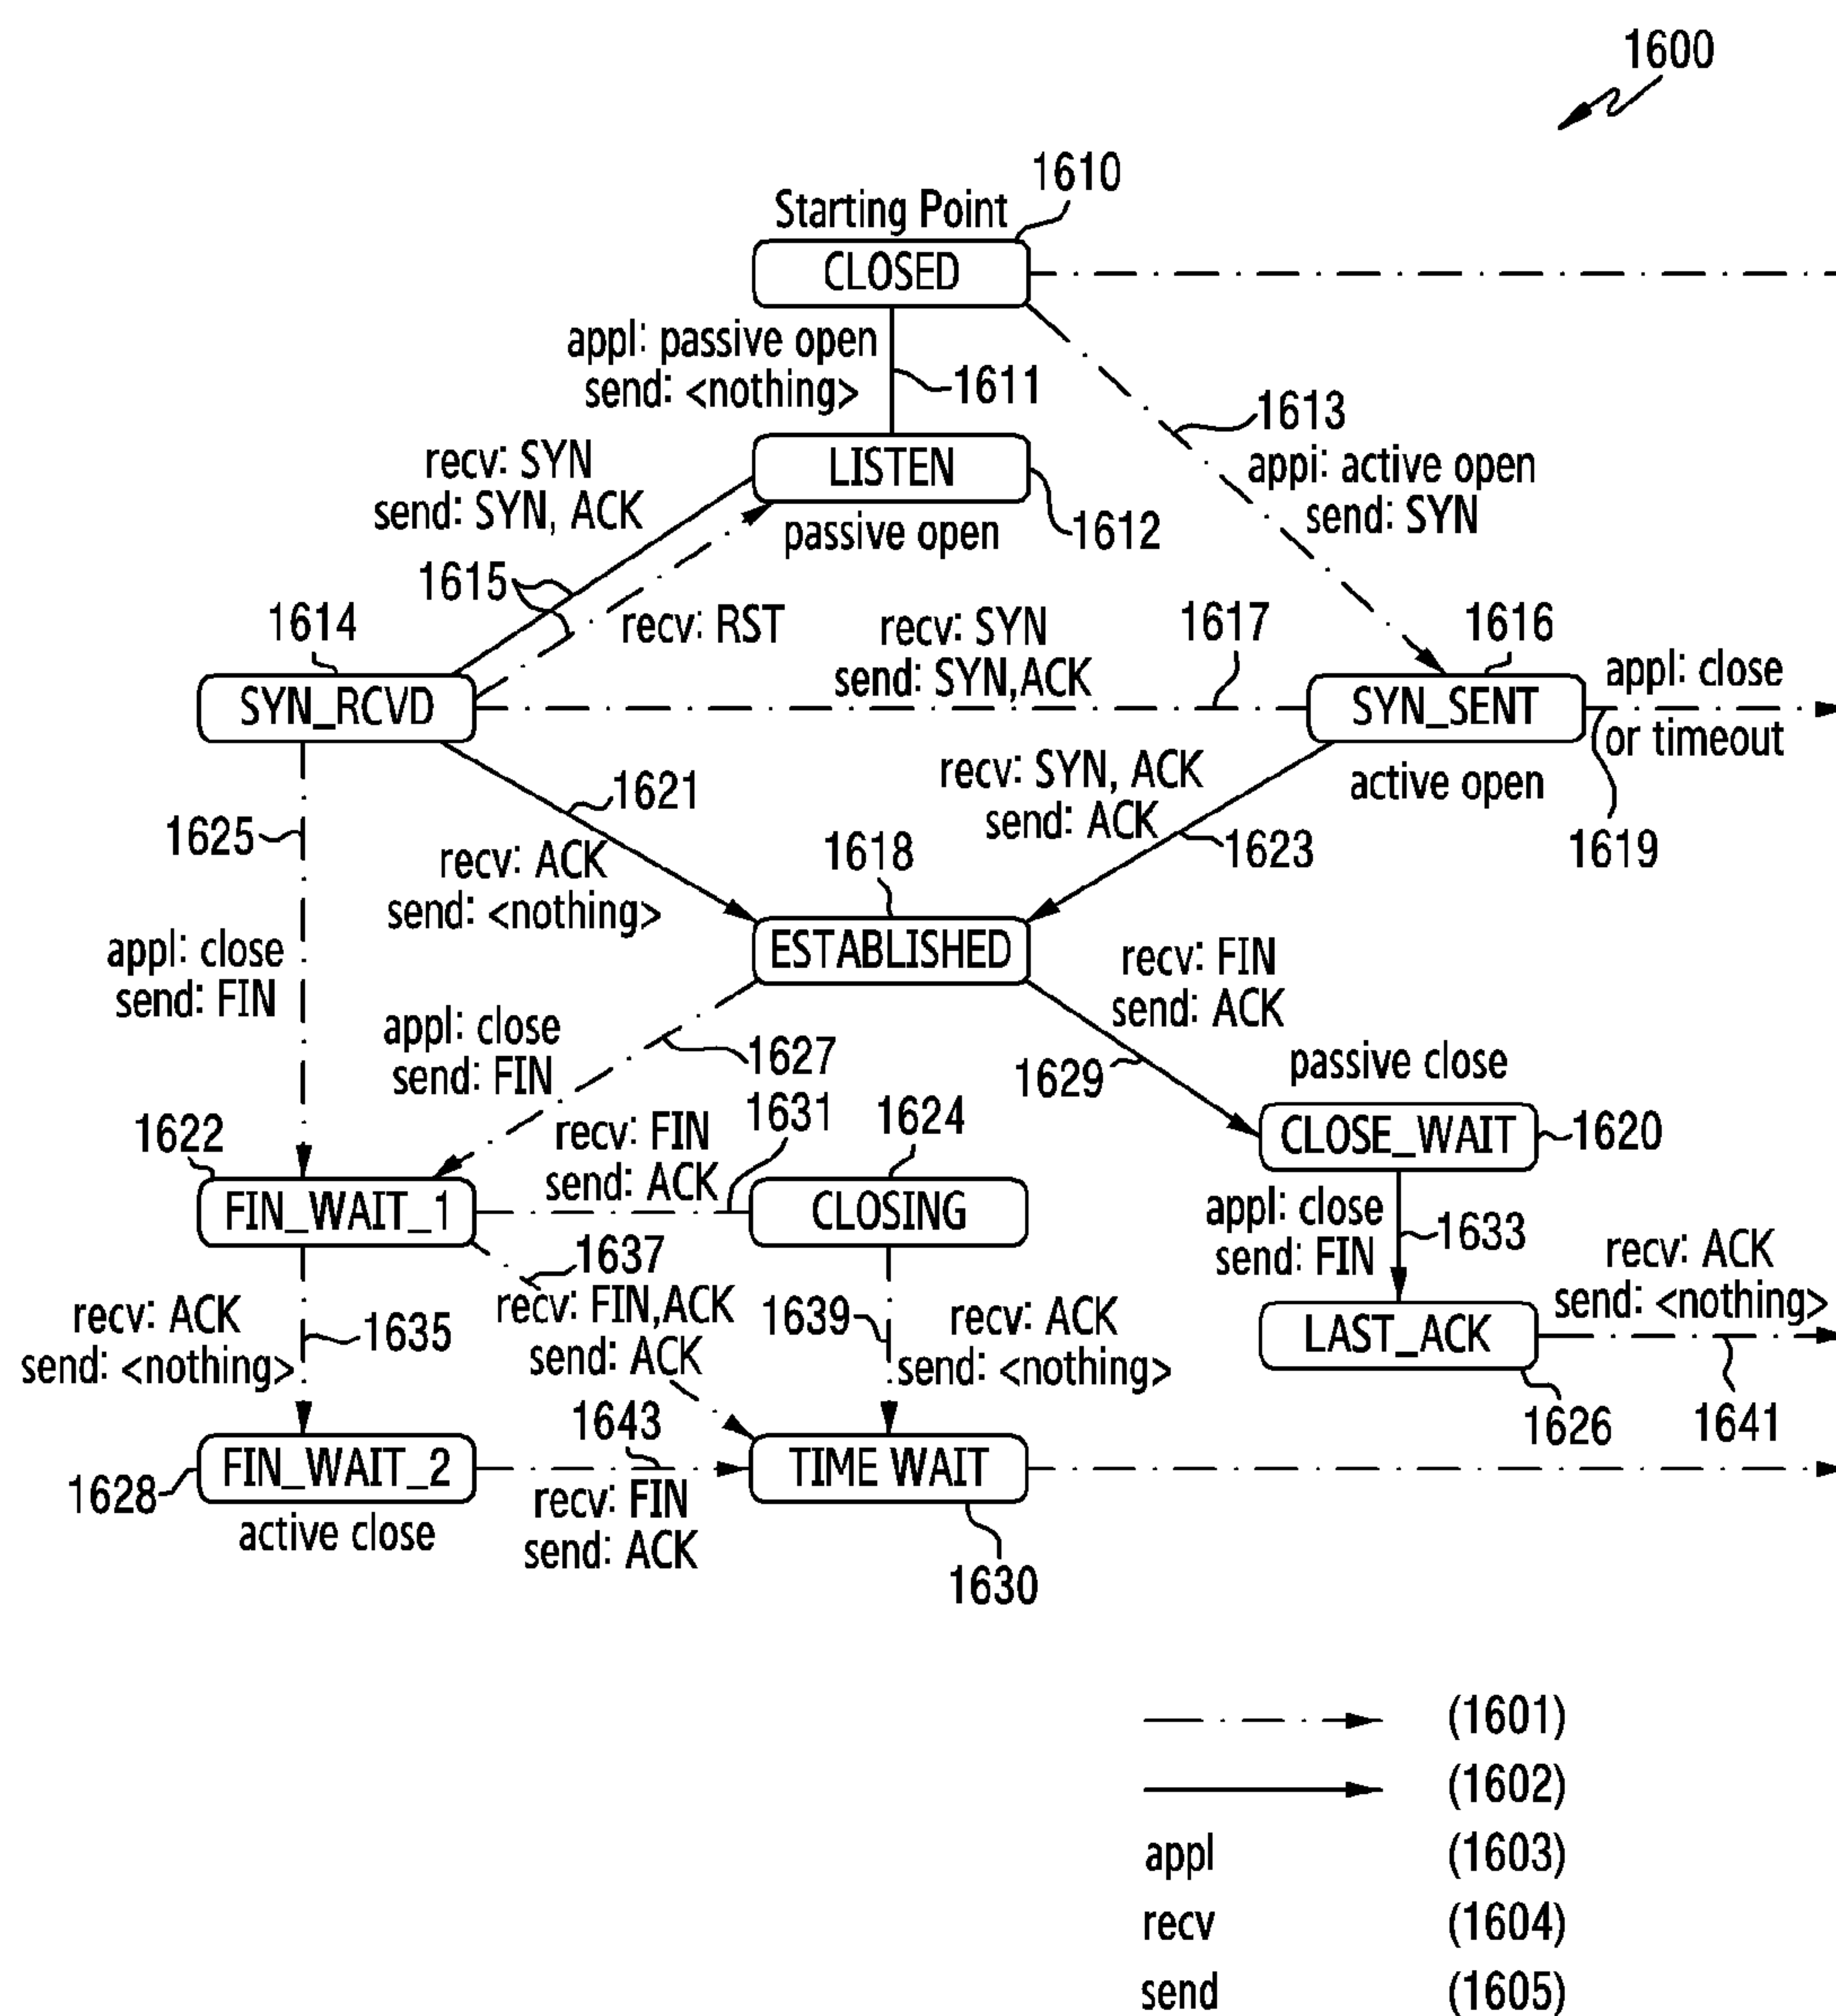 1600
1610
Starting Point
CLOSED
appl: passive open
send: <nothing>
1611
1613
appi: active open
send: SYN
recv: SYN
send: SYN, ACK
LISTEN
passive open
1612
1615
recv: RST
1614
SYN_RCVD
recv: SYN
send: SYN,ACK
1617
1616
SYN_SENT
active open
appl: close
or timeout
1619
1621
recv: ACK
send: <nothing>
recv: SYN, ACK
send: ACK
1623
1625
appl: close
send: FIN
1618
ESTABLISHED
recv: FIN
send: ACK
1629
appl: close
send: FIN
1627
passive close
CLOSE_WAIT
1620
1622
FIN_WAIT_1
recv: FIN
send: ACK
1631
1624
CLOSING
appl: close
send: FIN
1633
recv: ACK
send: <nothing>
1635
1637
recv: FIN,ACK
send: ACK
1639
recv: ACK
send: <nothing>
LAST_ACK
1626
recv: ACK
send: <nothing>
1641
1628
FIN_WAIT_2
active close
1643
recv: FIN
send: ACK
TIME WAIT
1630
(1601)
(1602)
appl (1603)
recv (1604)
send (1605)